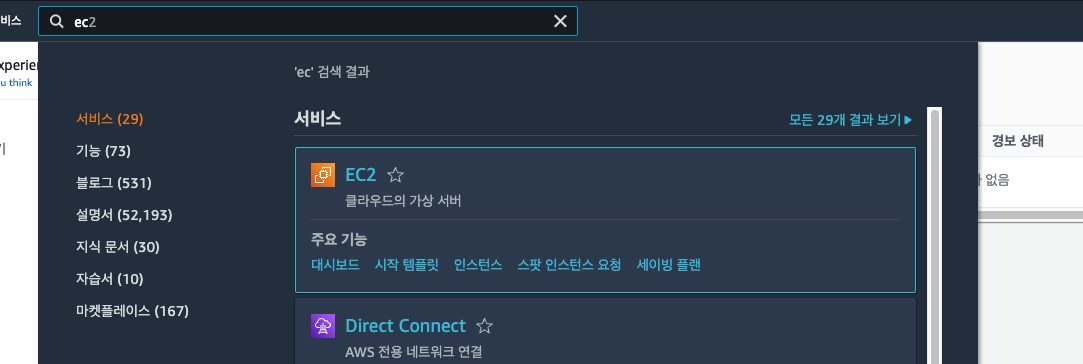 비스
ec2
xperien
u think
'ec' 검색 결과
서비스 (29)
기능 (73)
블로그 (531)
설명서 (52,193)
지식 문서 (30)
자습서 (10)
마켓플레이스 (167)
서비스
모든 29개 결과 보기
EC2
클라우드의 가상 서버
주요 기능
대시보드 시작 템플릿 인스턴스 스팟 인스턴스 요청 세이빙 플랜
Direct Connect
AWS 전용 네트워크 연결
기
경보 상태
없음